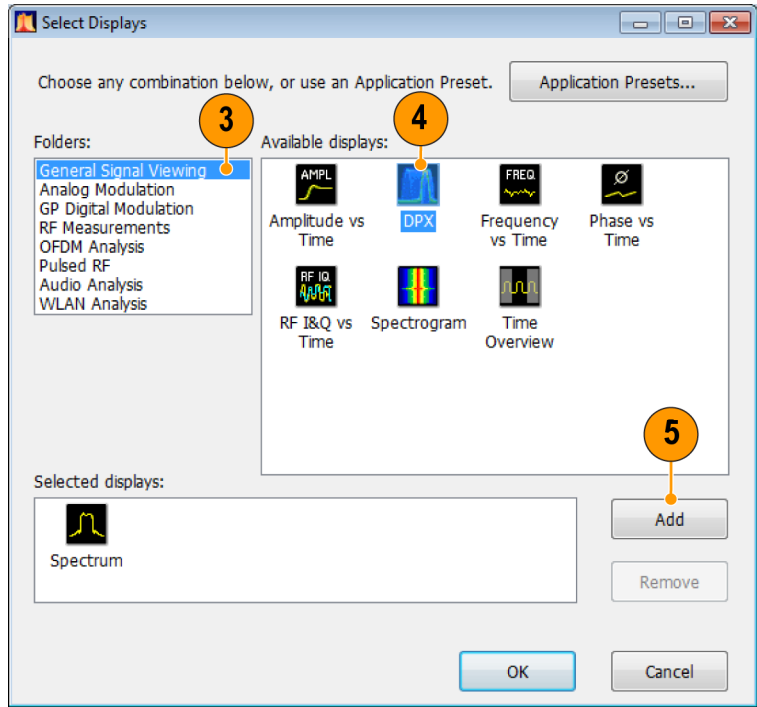 Select Displays
Choose any combination below, or use an Application Preset.
Application Presets...
3
4
Folders:
Available displays:
General Signal Viewing
Analog Modulation
GP Digital Modulation
RF Measurements
OFDM Analysis
Pulsed RF
Audio Analysis
WLAN Analysis
AMPL
Amplitude vs
Time
DPX
FREQ
Frequency
vs Time
Ø
Phase vs
Time
RF IQ
RF I&Q vs
Time
Spectrogram
Time
Overview
5
Selected displays:
Spectrum
Add
Remove
OK
Cancel